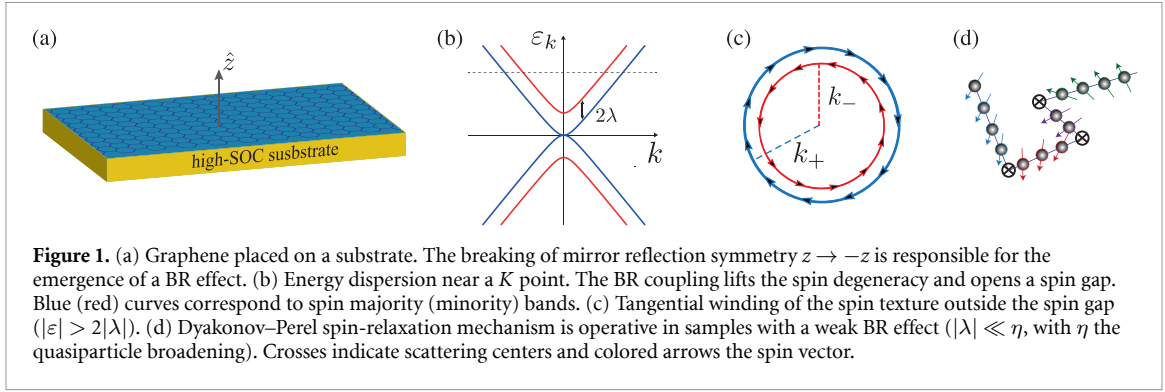 (a)
(b)
(c)
(d)
ẑ
high-SOC susbstrate
εₖ
2λ
k
k₋
k₊
Figure 1. (a) Graphene placed on a substrate. The breaking of mirror reflection symmetry z → −z is responsible for the
emergence of a BR effect. (b) Energy dispersion near a K point. The BR coupling lifts the spin degeneracy and opens a spin gap.
Blue (red) curves correspond to spin majority (minority) bands. (c) Tangential winding of the spin texture outside the spin gap
(|ε| > 2|λ|). (d) Dyakonov–Perel spin-relaxation mechanism is operative in samples with a weak BR effect (|λ| ≪ η, with η the
quasiparticle broadening). Crosses indicate scattering centers and colored arrows the spin vector.